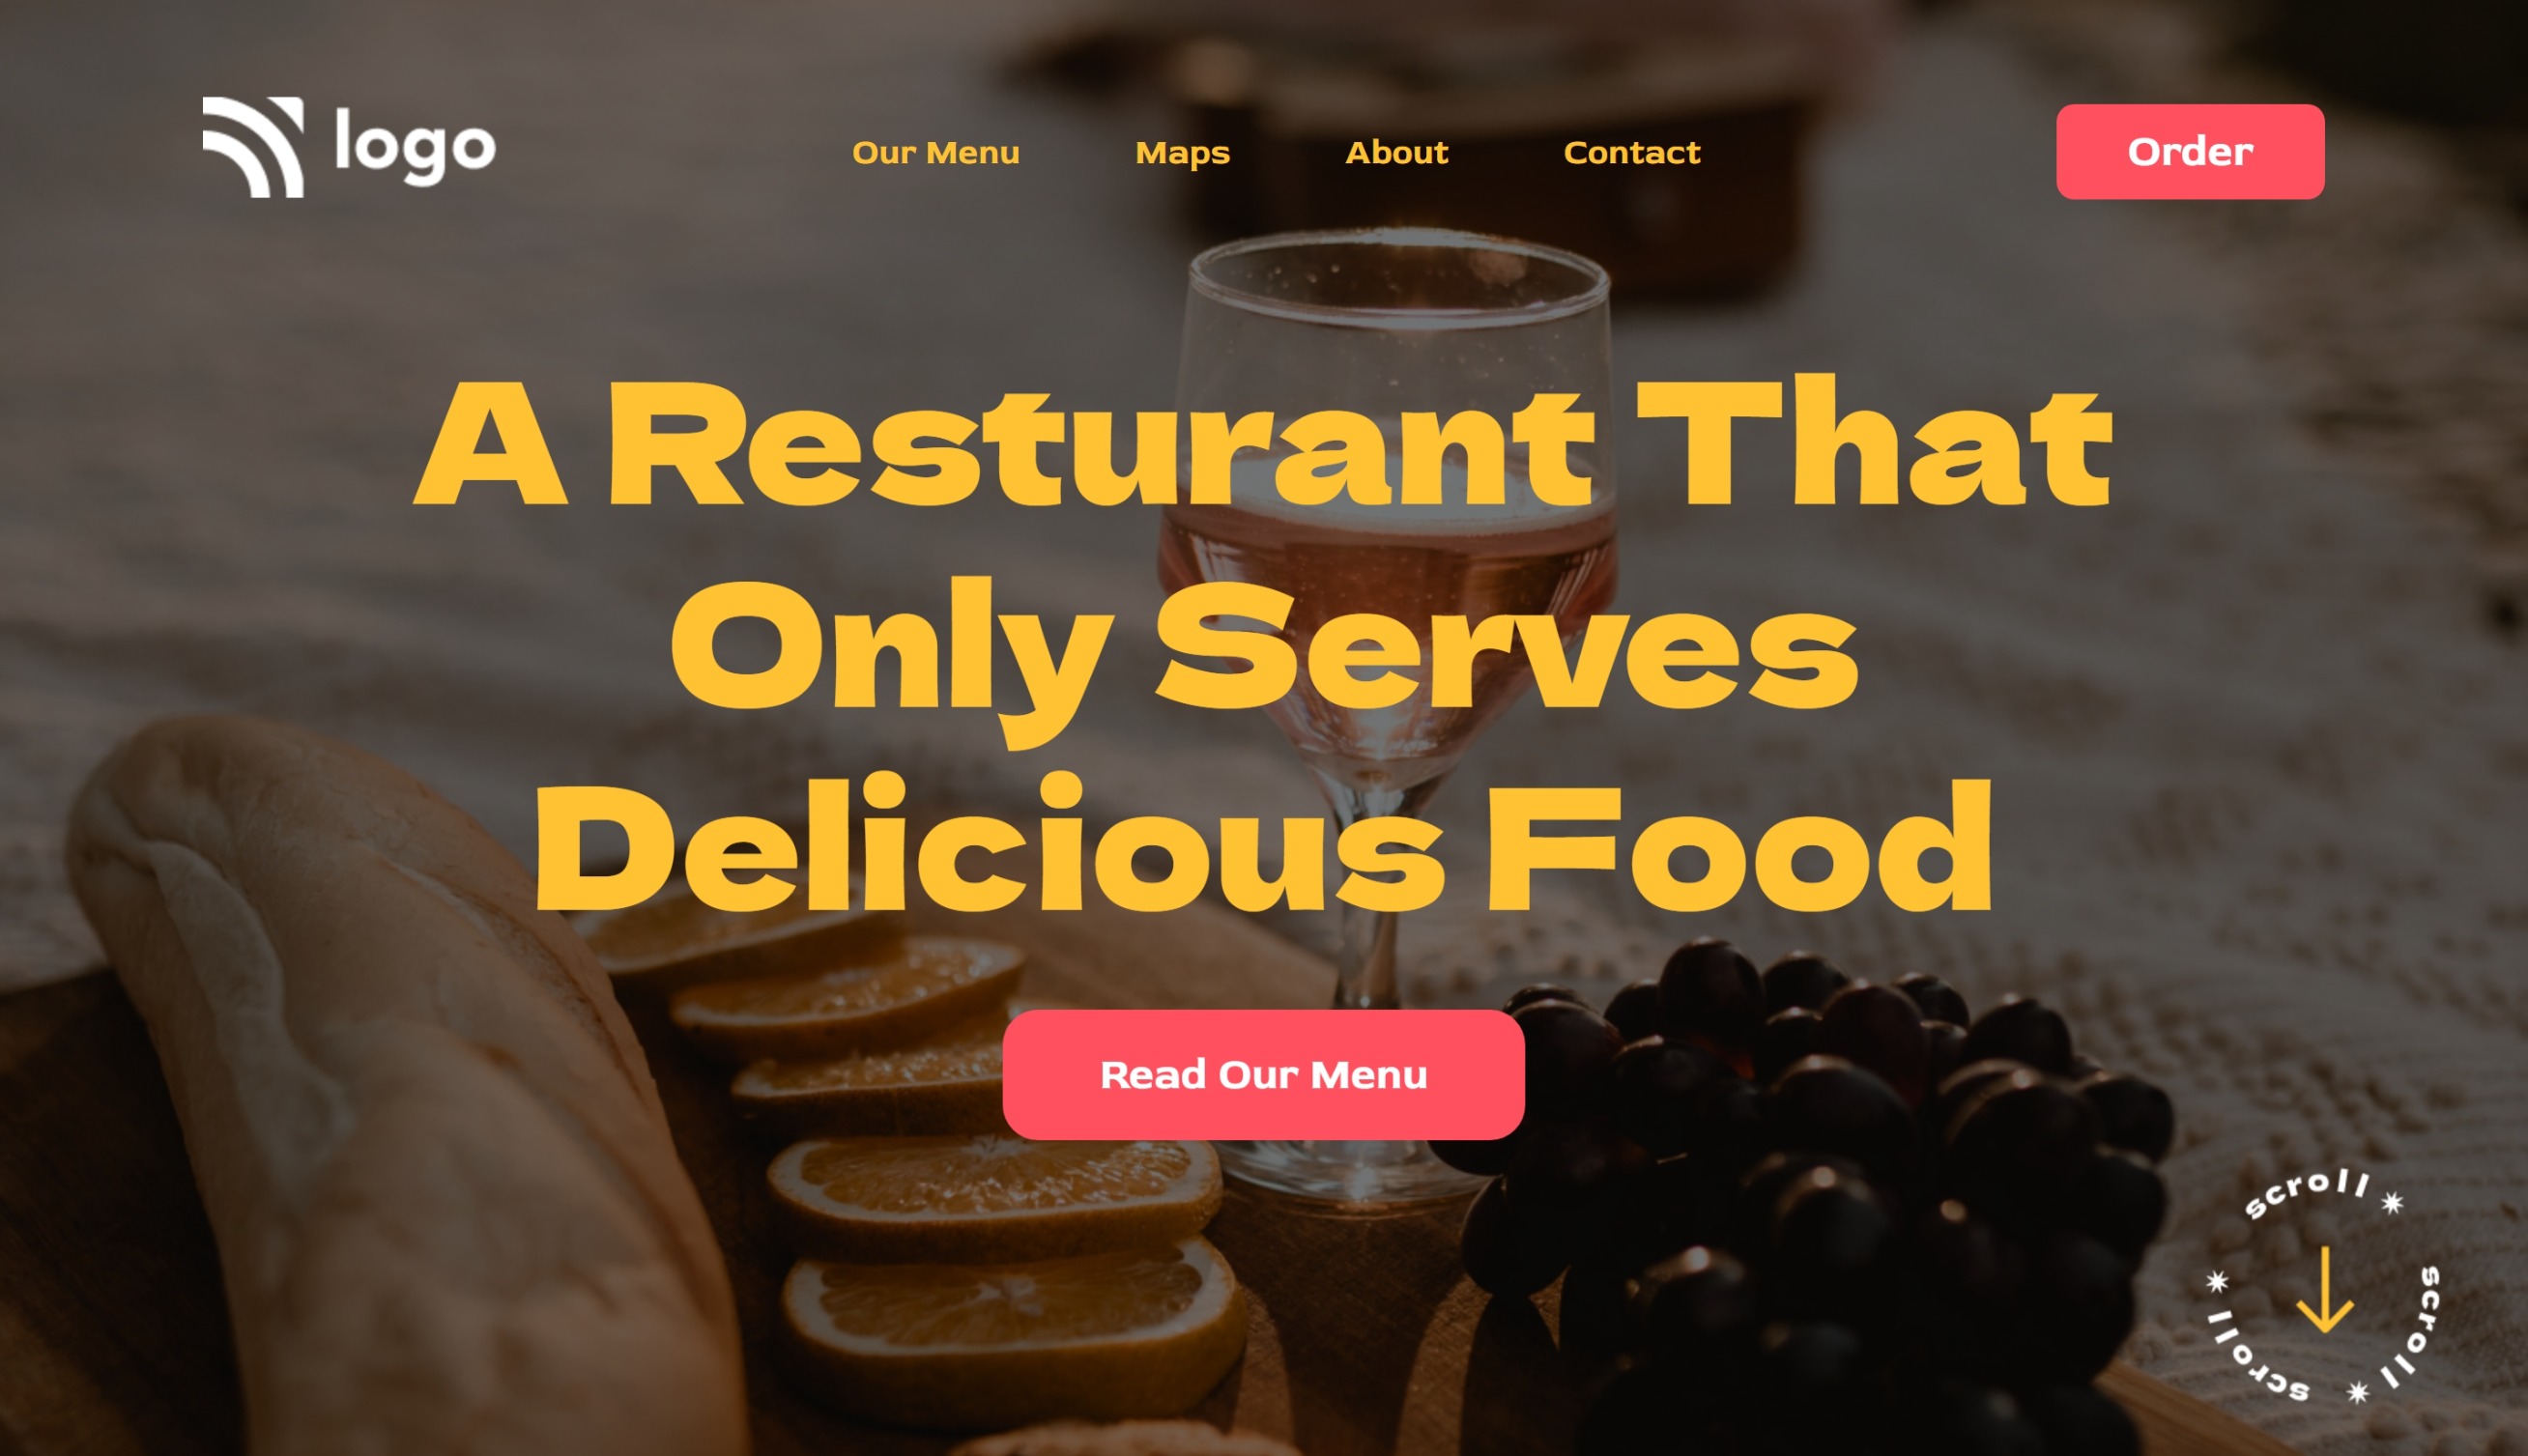 logo
Our Menu Maps About Contact
Order
A Resturant That
Only Serves
Delicious Food
Read Our Menu
scroll ✷ scroll ✷ scroll ✷